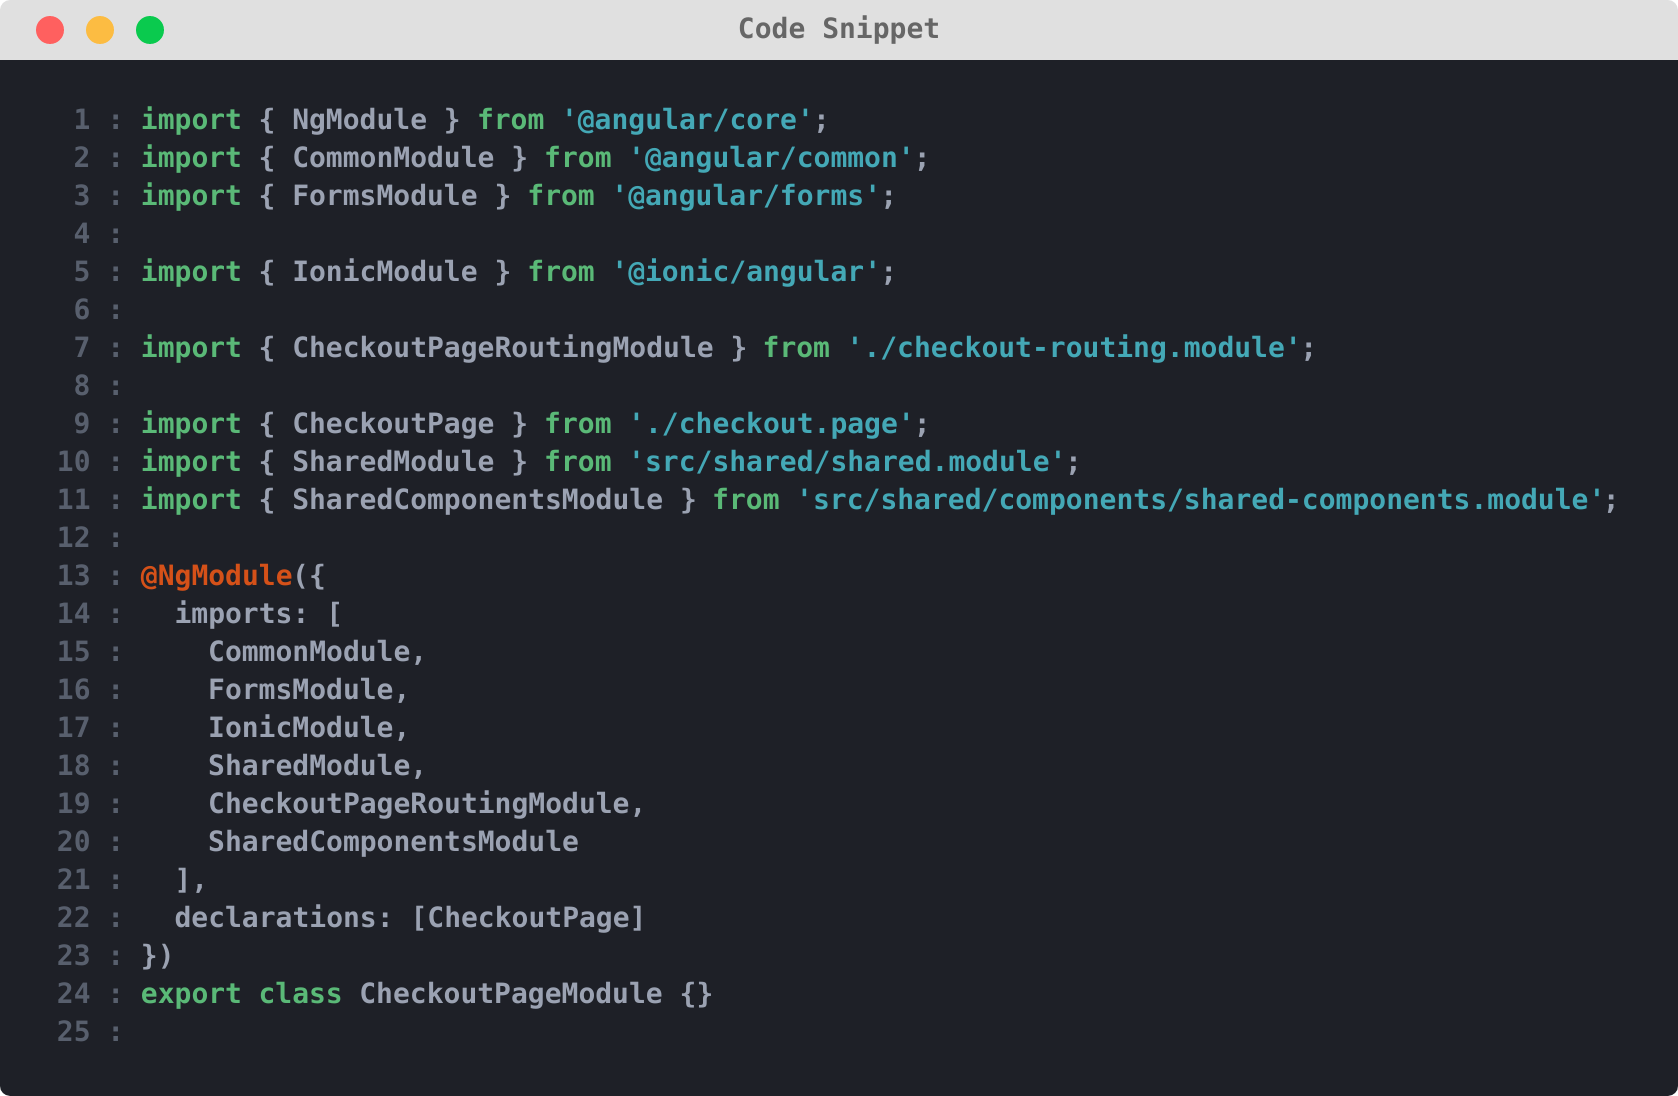 Code Snippet
1 : import { NgModule } from '@angular/core';
2 : import { CommonModule } from '@angular/common';
3 : import { FormsModule } from '@angular/forms';
4 :
5 : import { IonicModule } from '@ionic/angular';
6 :
7 : import { CheckoutPageRoutingModule } from './checkout-routing.module';
8 :
9 : import { CheckoutPage } from './checkout.page';
10 : import { SharedModule } from 'src/shared/shared.module';
11 : import { SharedComponentsModule } from 'src/shared/components/shared-components.module';
12 :
13 : @NgModule({
14 :   imports: [
15 :     CommonModule,
16 :     FormsModule,
17 :     IonicModule,
18 :     SharedModule,
19 :     CheckoutPageRoutingModule,
20 :     SharedComponentsModule
21 :   ],
22 :   declarations: [CheckoutPage]
23 : })
24 : export class CheckoutPageModule {}
25 :